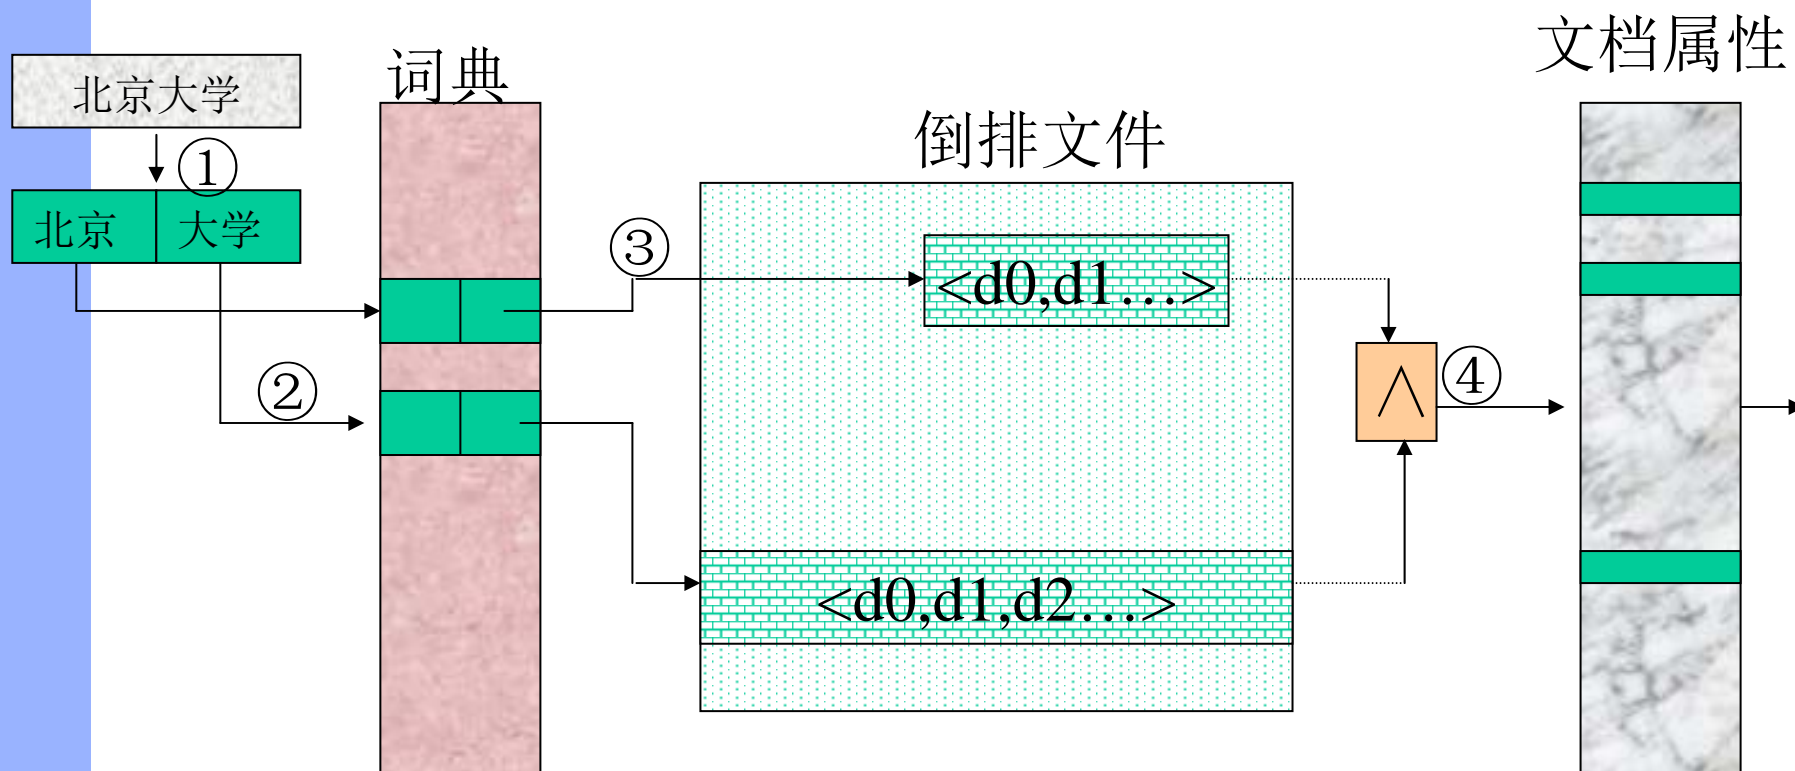 北京大学
①
北京 大学
②
词典
③
倒排文件
<d0,d1…>
<d0,d1,d2…>
∧
④
文档属性